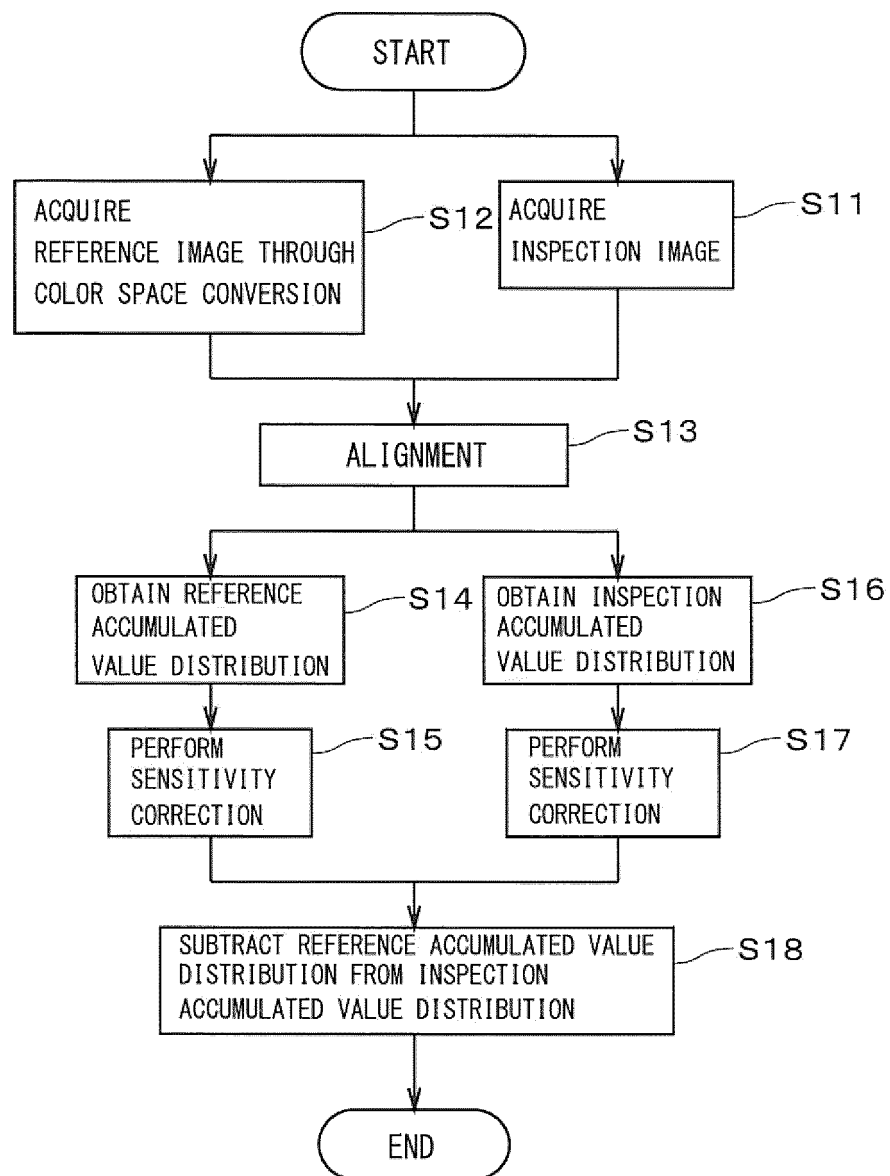 START
ACQUIRE
REFERENCE IMAGE THROUGH
COLOR SPACE CONVERSION
S12
ACQUIRE
INSPECTION IMAGE
S11
ALIGNMENT
S13
OBTAIN REFERENCE
ACCUMULATED
VALUE DISTRIBUTION
S14
OBTAIN INSPECTION
ACCUMULATED
VALUE DISTRIBUTION
S16
PERFORM
SENSITIVITY
CORRECTION
S15
PERFORM
SENSITIVITY
CORRECTION
S17
SUBTRACT REFERENCE ACCUMULATED VALUE
DISTRIBUTION FROM INSPECTION
ACCUMULATED VALUE DISTRIBUTION
S18
END